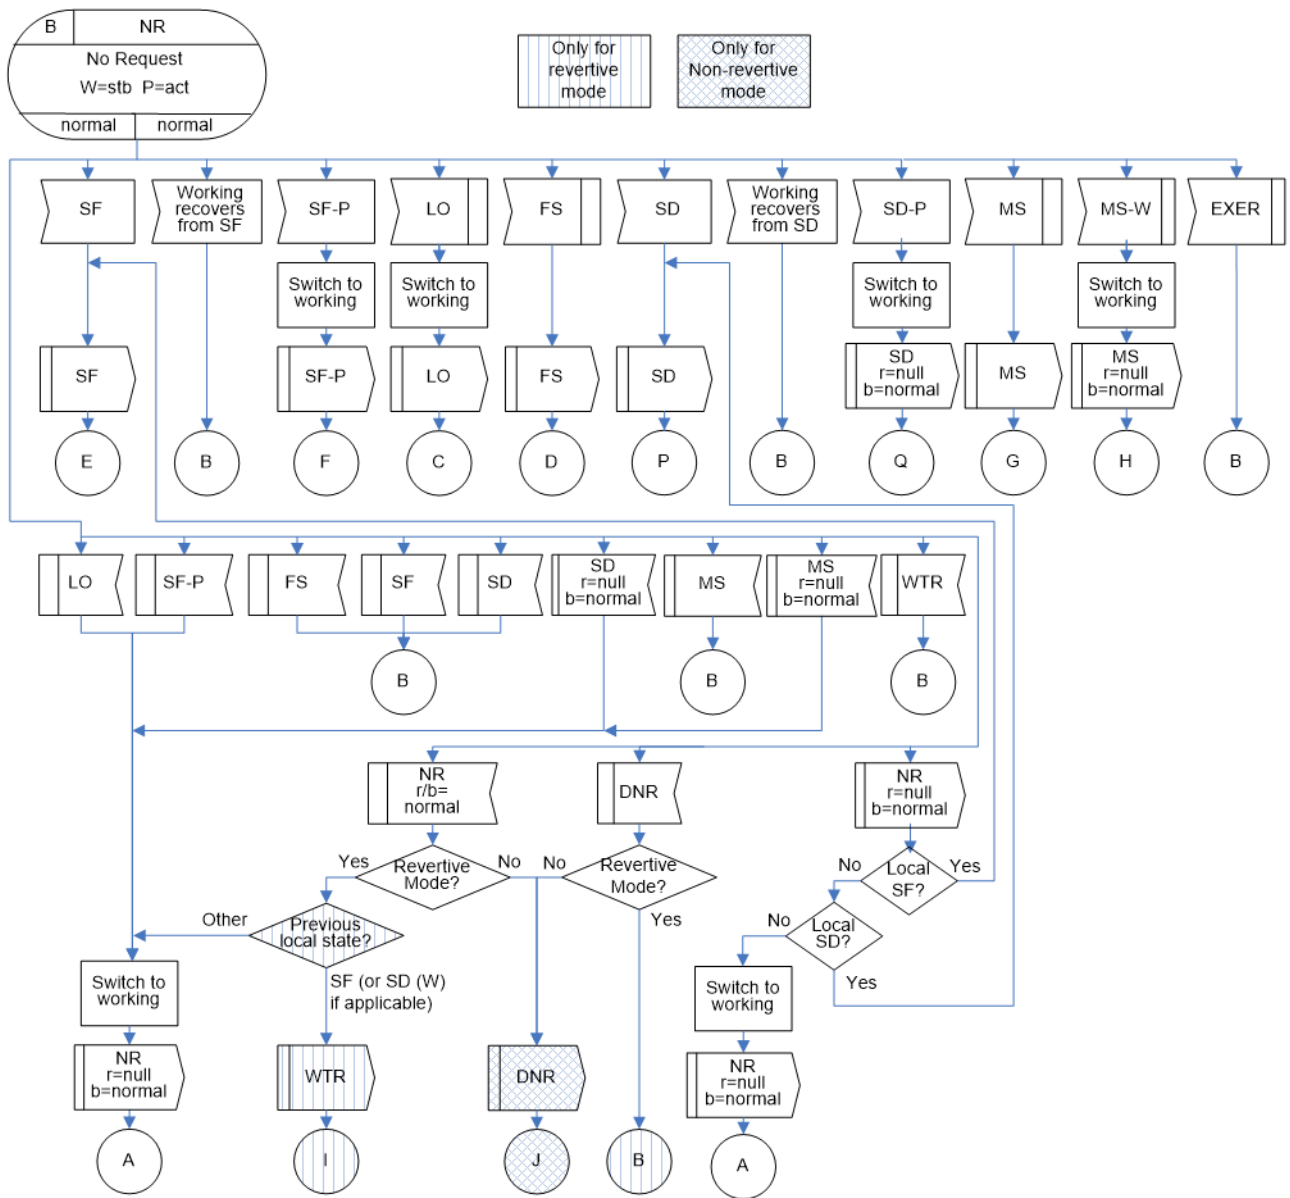 B
NR
No Request
W=stb P=act
normal
normal
Only for
revertive
mode
Only for
Non-revertive
mode
SF
Working
recovers
from SF
SF-P
LO
FS
SD
Working
recovers
from SD
SD-P
MS
MS-W
EXER
Switch to
working
Switch to
working
Switch to
working
Switch to
working
SF
SF-P
LO
FS
SD
SD
r=null
b=normal
MS
MS
r=null
b=normal
E
B
F
C
D
P
B
Q
G
H
B
LO
SF-P
FS
SF
SD
SD
r=null
b=normal
MS
MS
r=null
b=normal
WTR
B
B
B
NR
r/b=
normal
DNR
NR
r=null
b=normal
Yes
Revertive
Mode?
No
No
Revertive
Mode?
Yes
No
Local
SF?
Yes
Other
Previous
local state?
SF (or SD (W)
if applicable)
No
Local
SD?
Yes
Switch to
working
Switch to
working
NR
r=null
b=normal
WTR
DNR
NR
r=null
b=normal
A
I
J
B
A